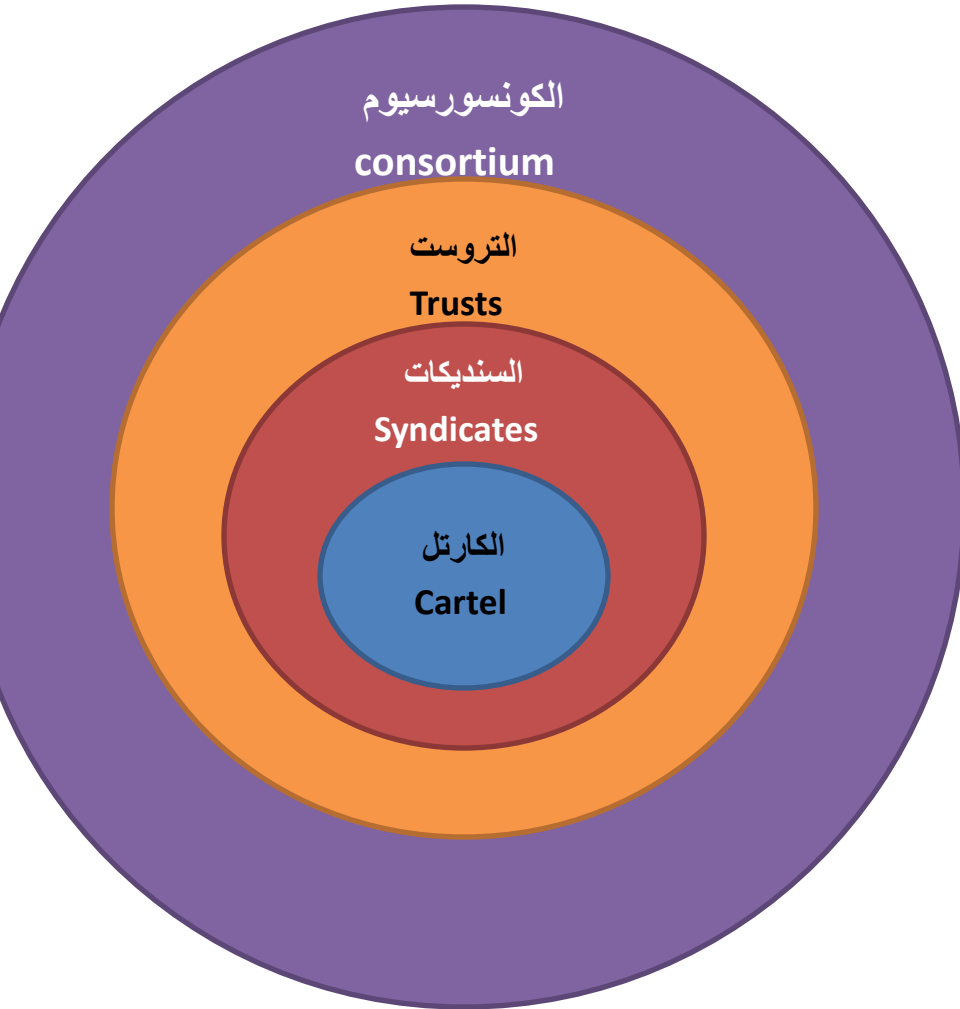 الكونسورسيوم
consortium
التروست
Trusts
السنديكات
Syndicates
الكارتل
Cartel